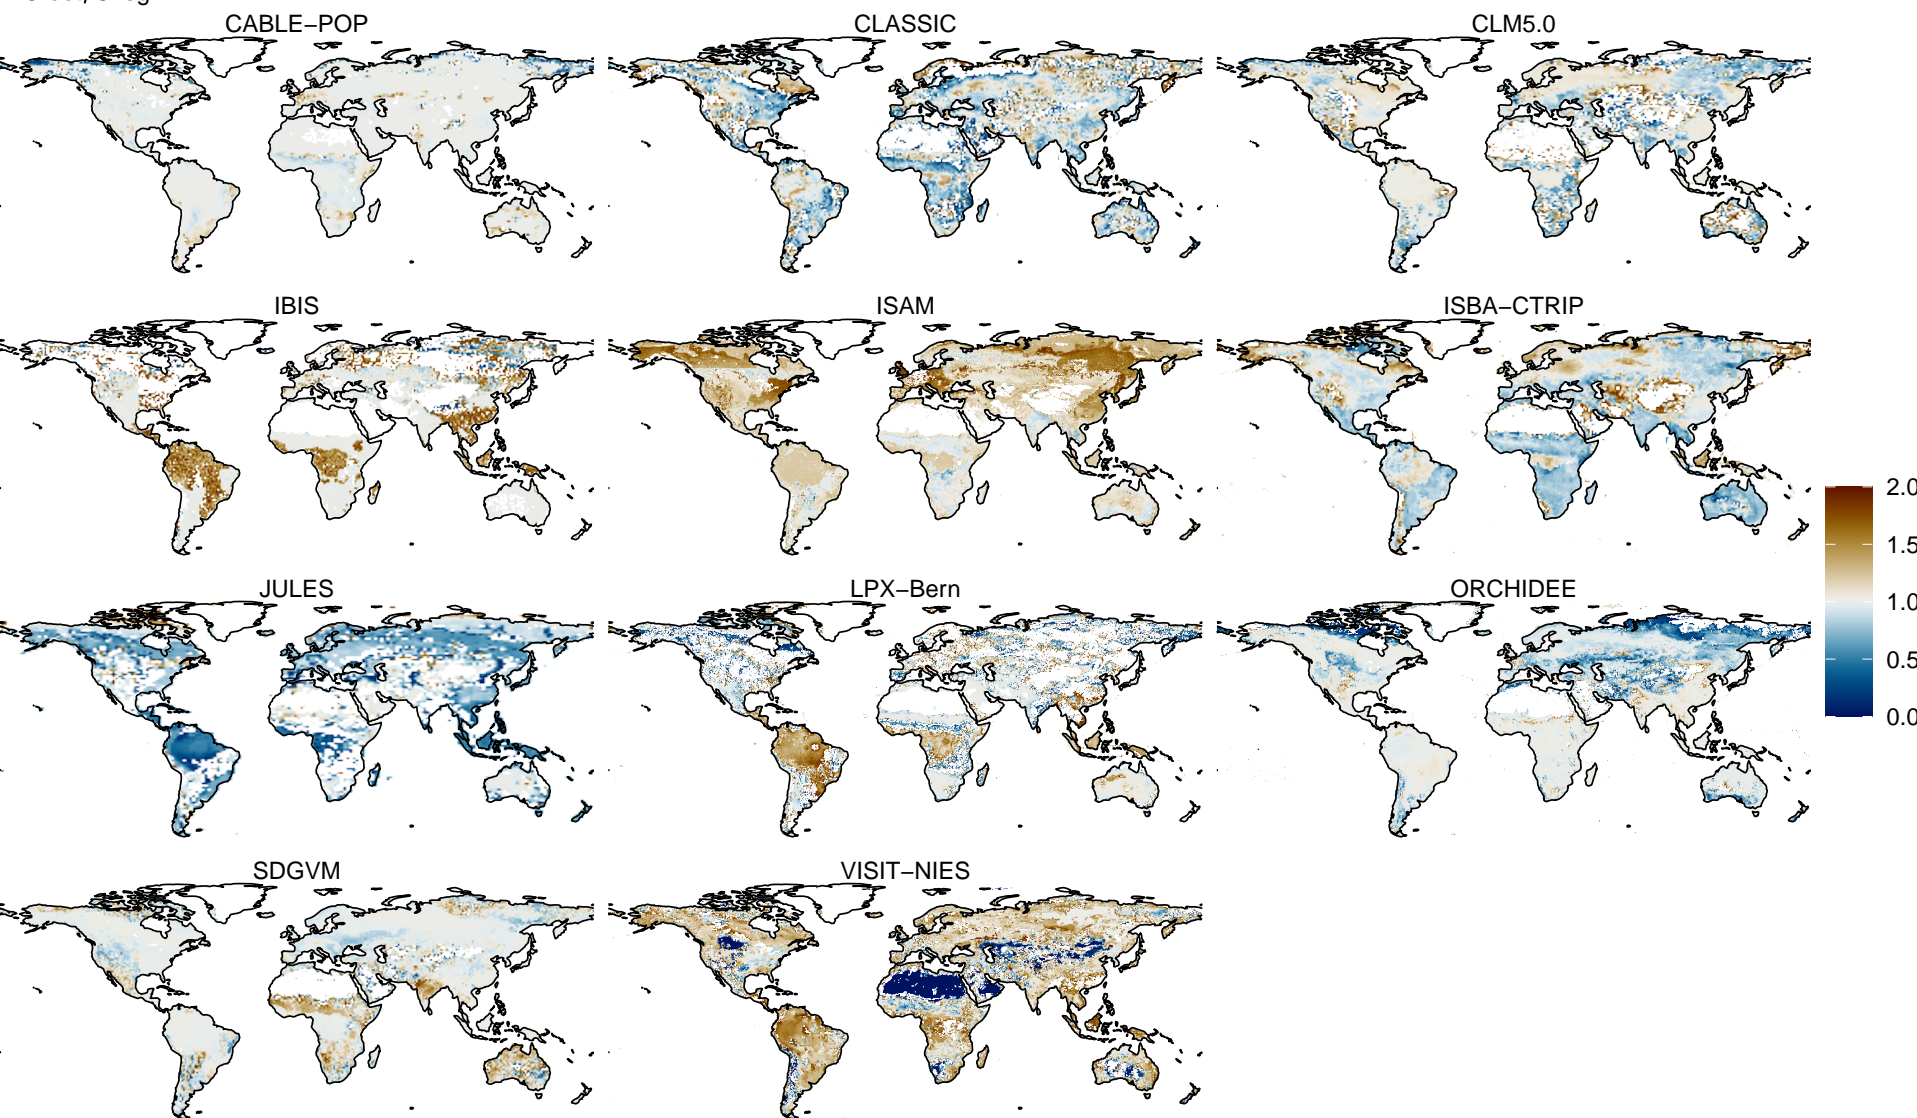 CABLE−POP CLASSIC CLM5.0
IBIS ISAM ISBA−CTRIP
2.0
1.5
1.0
0.5
0.0
JULES LPX−Bern ORCHIDEE
SDGVM VISIT−NIES